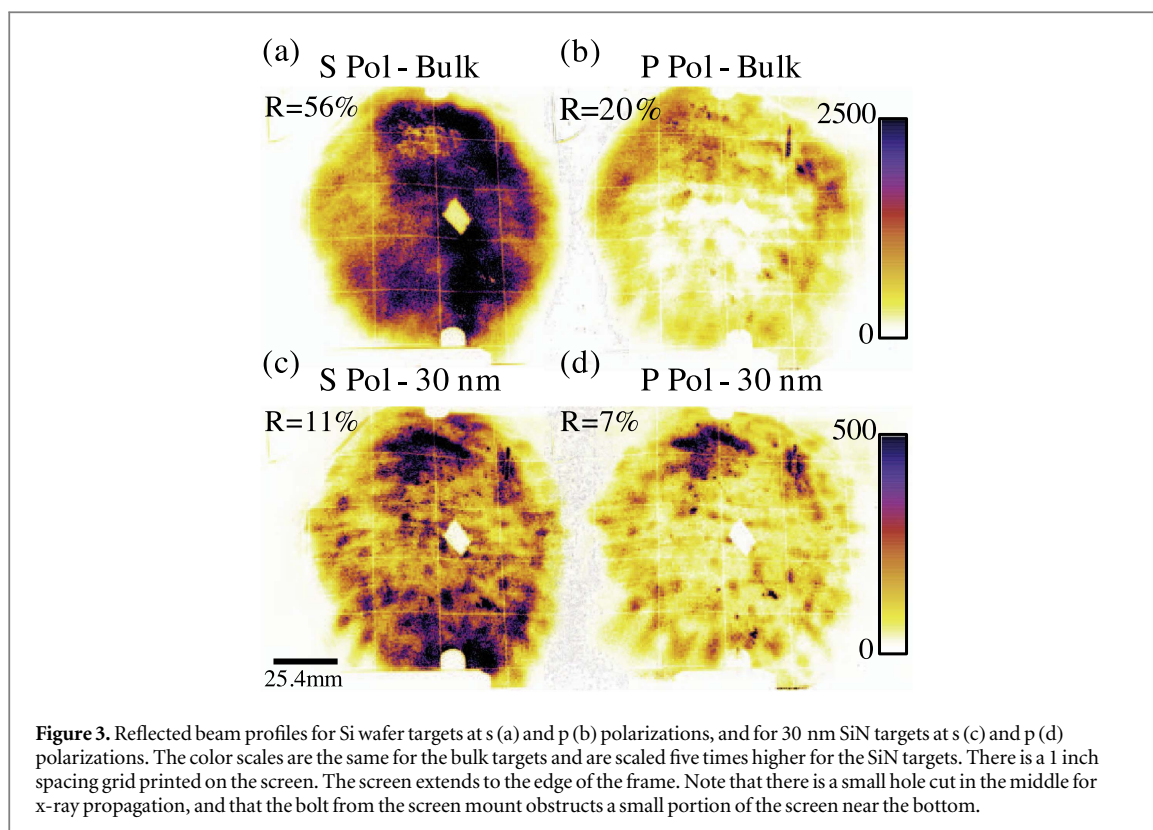 (a)
S Pol - Bulk
R=56%
(b)
P Pol - Bulk
R=20%
2500
0
(c)
S Pol - 30 nm
R=11%
(d)
P Pol - 30 nm
R=7%
500
0
25.4mm
Figure 3. Reflected beam profiles for Si wafer targets at s (a) and p (b) polarizations, and for 30 nm SiN targets at s (c) and p (d)
polarizations. The color scales are the same for the bulk targets and are scaled five times higher for the SiN targets. There is a 1 inch
spacing grid printed on the screen. The screen extends to the edge of the frame. Note that there is a small hole cut in the middle for
x-ray propagation, and that the bolt from the screen mount obstructs a small portion of the screen near the bottom.